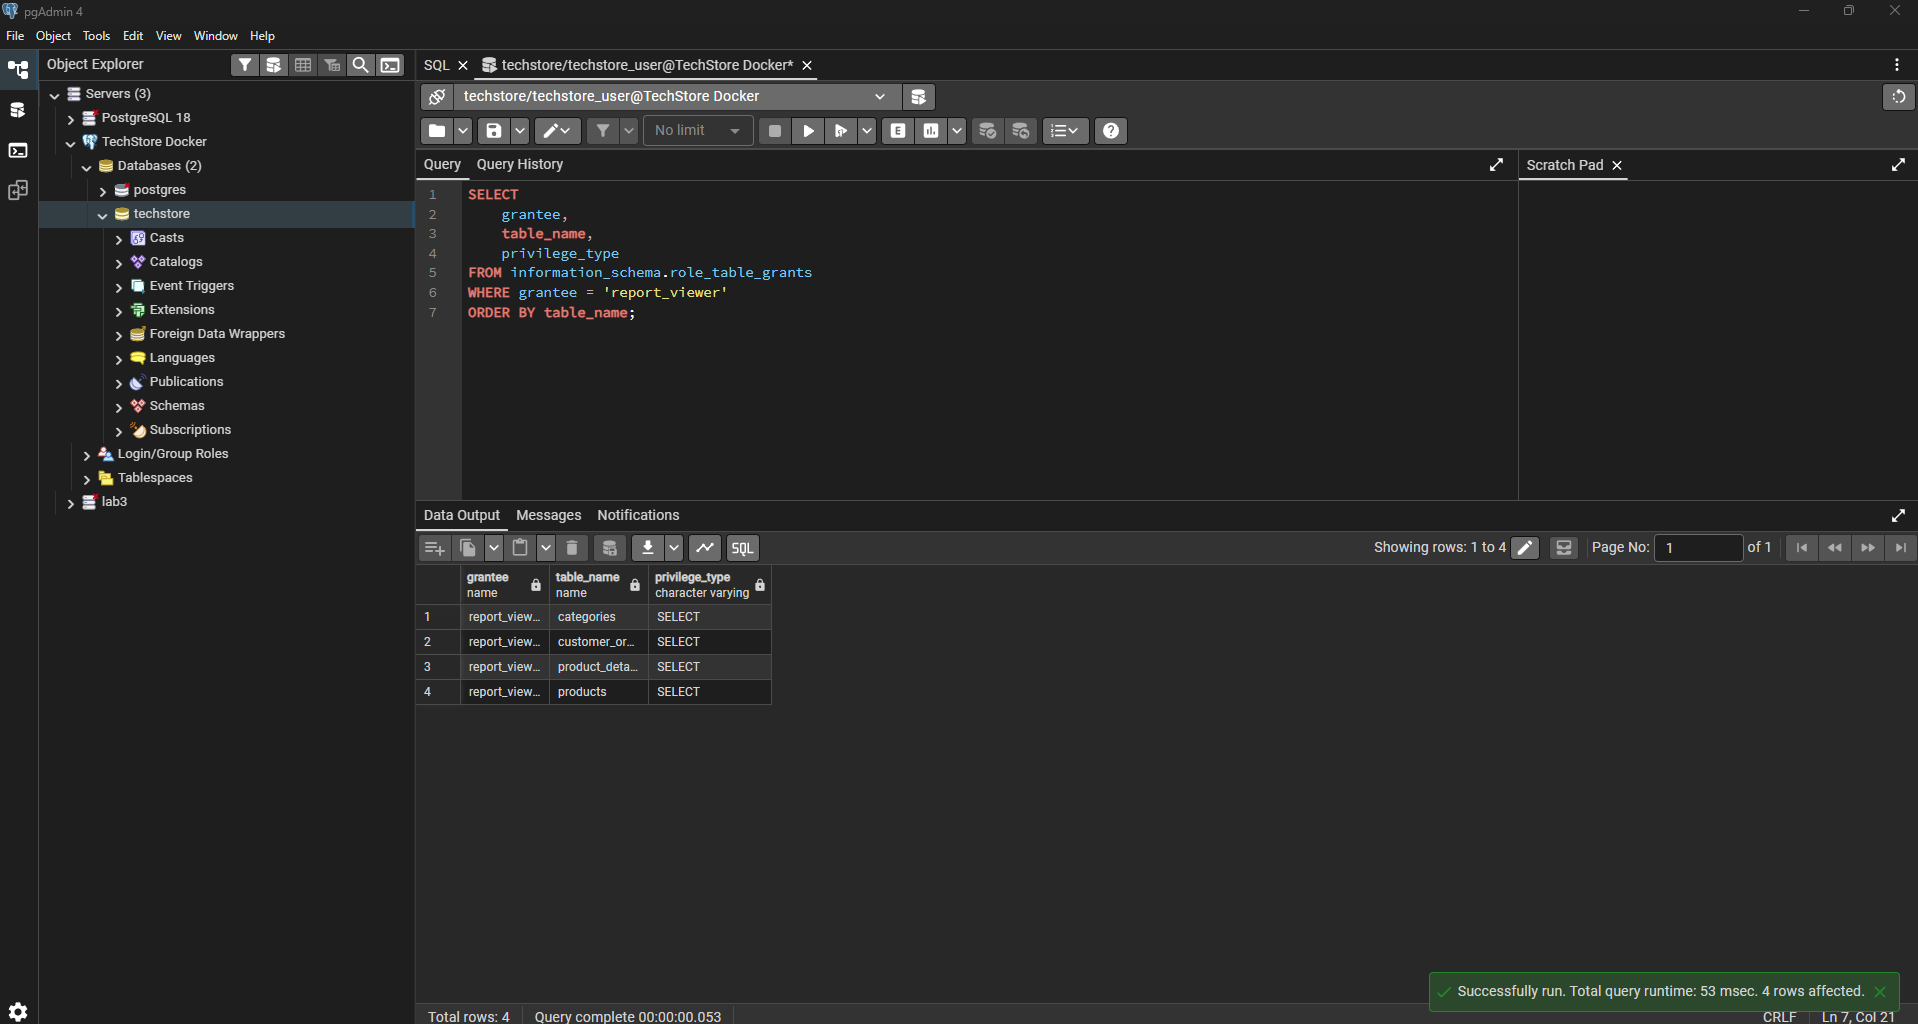 pgAdmin 4
File Object Tools Edit View Window Help
Object Explorer
Servers (3)
PostgreSQL 18
TechStore Docker
Databases (2)
postgres
techstore
Casts
Catalogs
Event Triggers
Extensions
Foreign Data Wrappers
Languages
Publications
Schemas
Subscriptions
Login/Group Roles
Tablespaces
lab3
SQL techstore/techstore_user@TechStore Docker*
techstore/techstore_user@TechStore Docker
No limit E
Query Query History
Scratch Pad
1 SELECT
2 grantee,
3 table_name,
4 privilege_type
5 FROM information_schema.role_table_grants
6 WHERE grantee = 'report_viewer'
7 ORDER BY table_name;
Data Output Messages Notifications
SQL Showing rows: 1 to 4 Page No: 1 of 1
grantee table_name privilege_type
name name character varying
1 report_view... categories SELECT
2 report_view... customer_or... SELECT
3 report_view... product_deta... SELECT
4 report_view... products SELECT
Successfully run. Total query runtime: 53 msec. 4 rows affected.
Total rows: 4 Query complete 00:00:00.053 CRLF Ln 7, Col 21